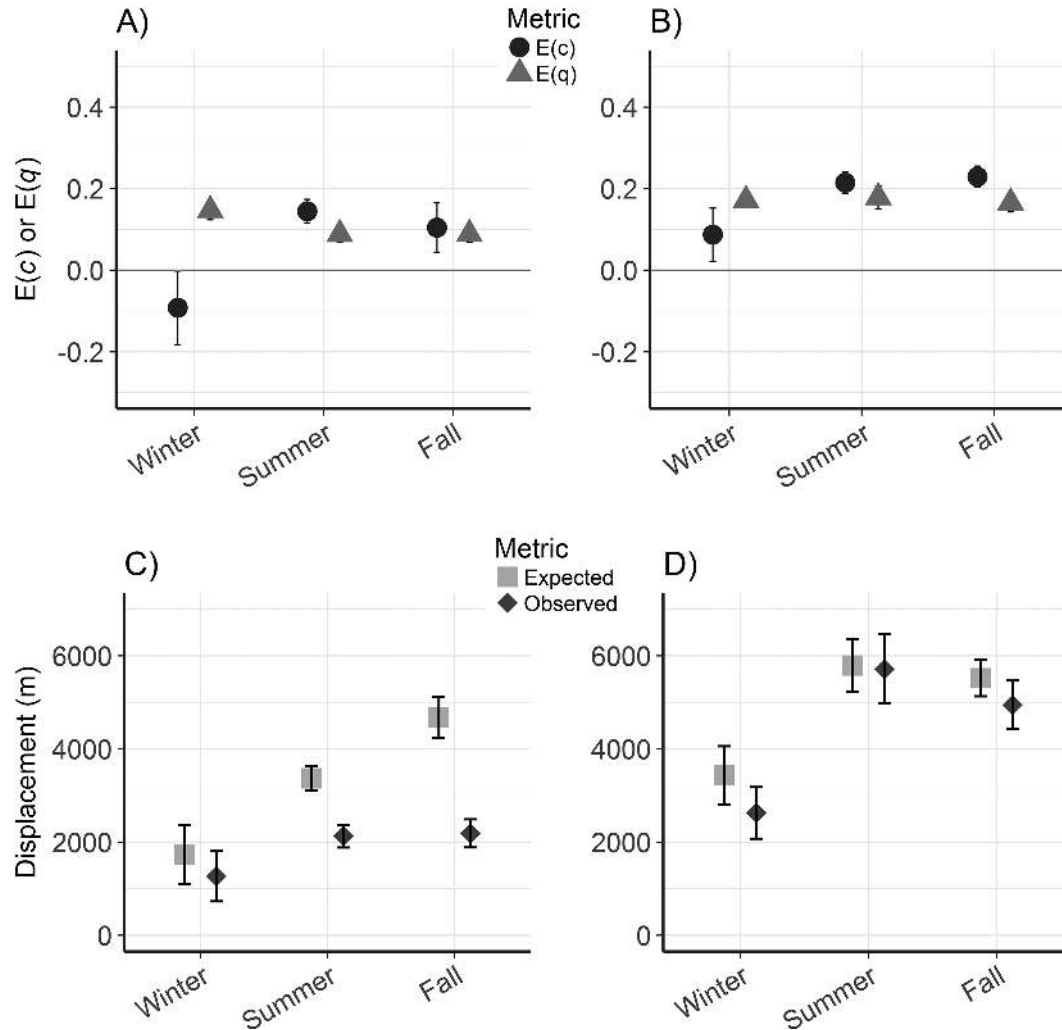 A)
Metric
E(c)
E(q)
B)
E(c) or E(q)
0.4
0.2
0.0
-0.2
Winter
Summer
Fall
0.4
0.2
0.0
-0.2
Winter
Summer
Fall
C)
Metric
Expected
Observed
D)
Displacement (m)
6000
4000
2000
0
Winter
Summer
Fall
6000
4000
2000
0
Winter
Summer
Fall